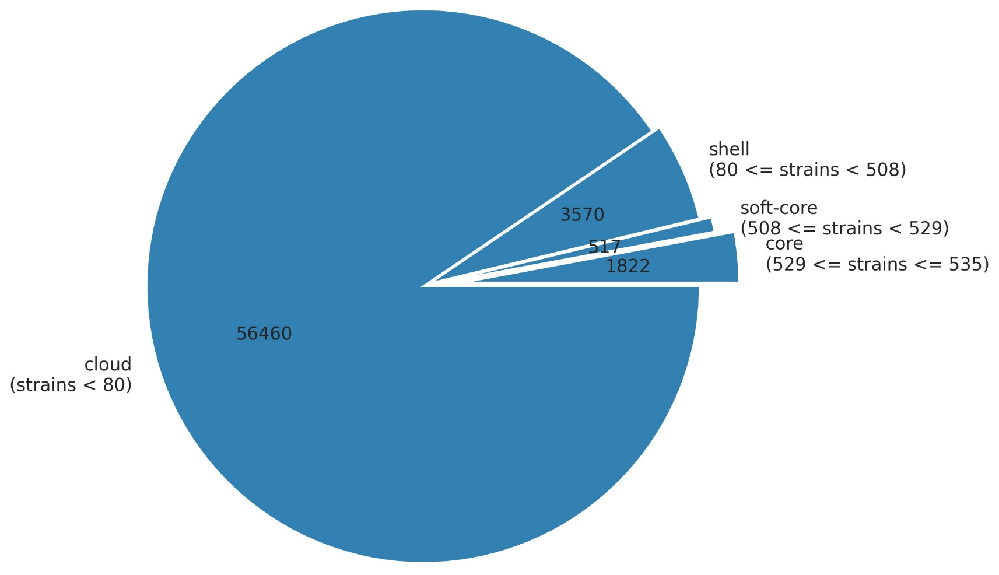 shell
(80 <= strains < 508)
3570
soft-core
(508 <= strains < 529)
517
core
(529 <= strains <= 535)
1822
56460
cloud
(strains < 80)